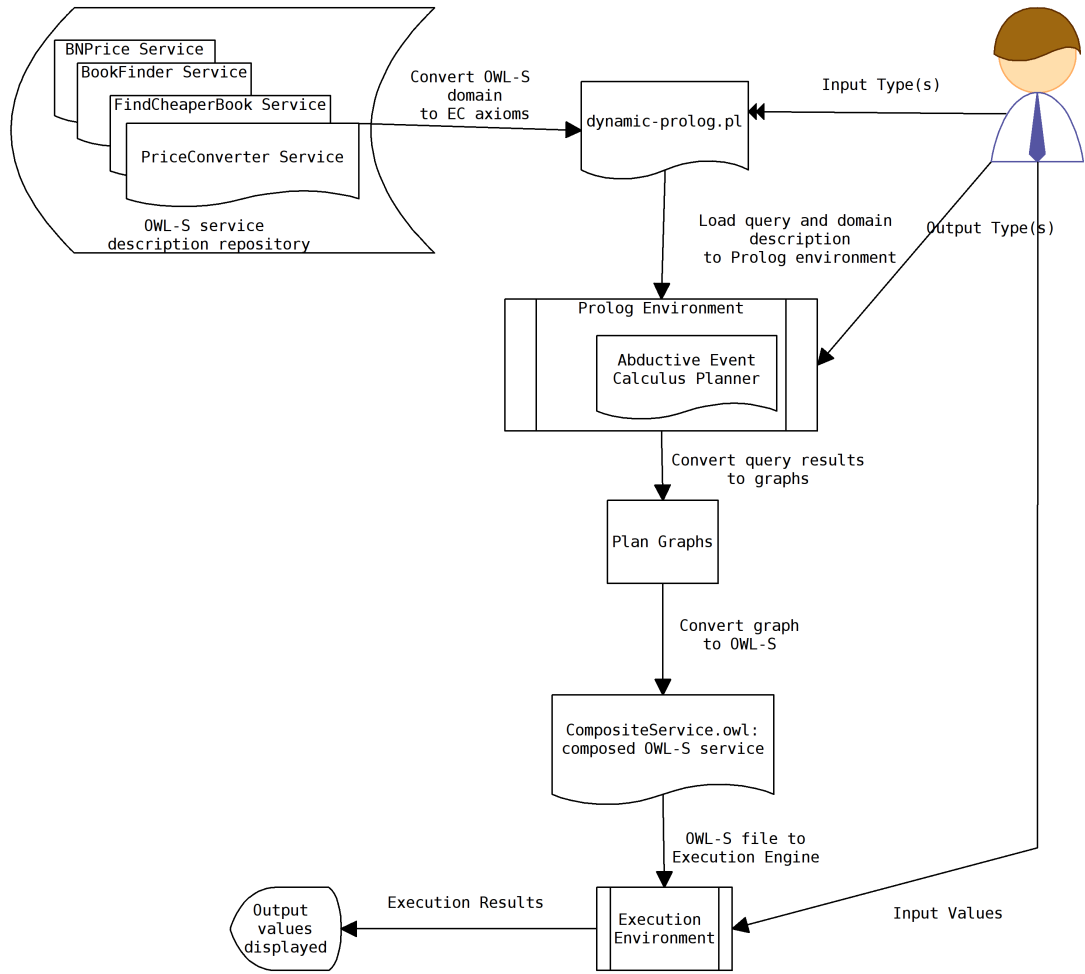 BNPrice Service
BookFinder Service
FindCheaperBook Service
PriceConverter Service
OWL-S service
description repository
Convert OWL-S
domain
to EC axioms
dynamic-prolog.pl
Input Type(s)
Load query and domain
description
to Prolog environment
Output Type(s)
Prolog Environment
Abductive Event
Calculus Planner
Convert query results
to graphs
Plan Graphs
Convert graph
to OWL-S
CompositeService.owl:
composed OWL-S service
OWL-S file to
Execution Engine
Execution
Environment
Input Values
Execution Results
Output
values
displayed